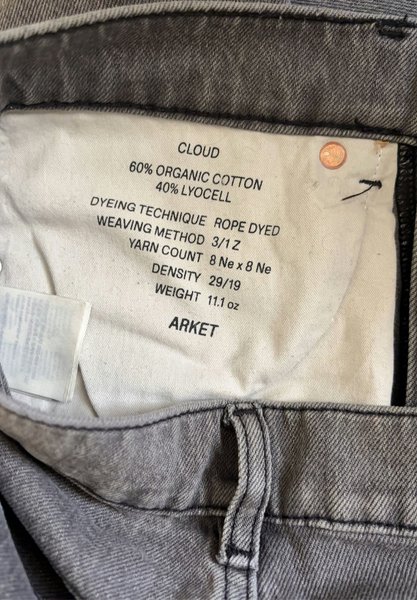 CLOUD
60% ORGANIC COTTON
40% LYOCELL
DYEING TECHNIQUE ROPE DYED
WEAVING METHOD 3/1 Z
YARN COUNT 8 Ne x 8 Ne
DENSITY 29/19
WEIGHT 11.1 oz
ARKET